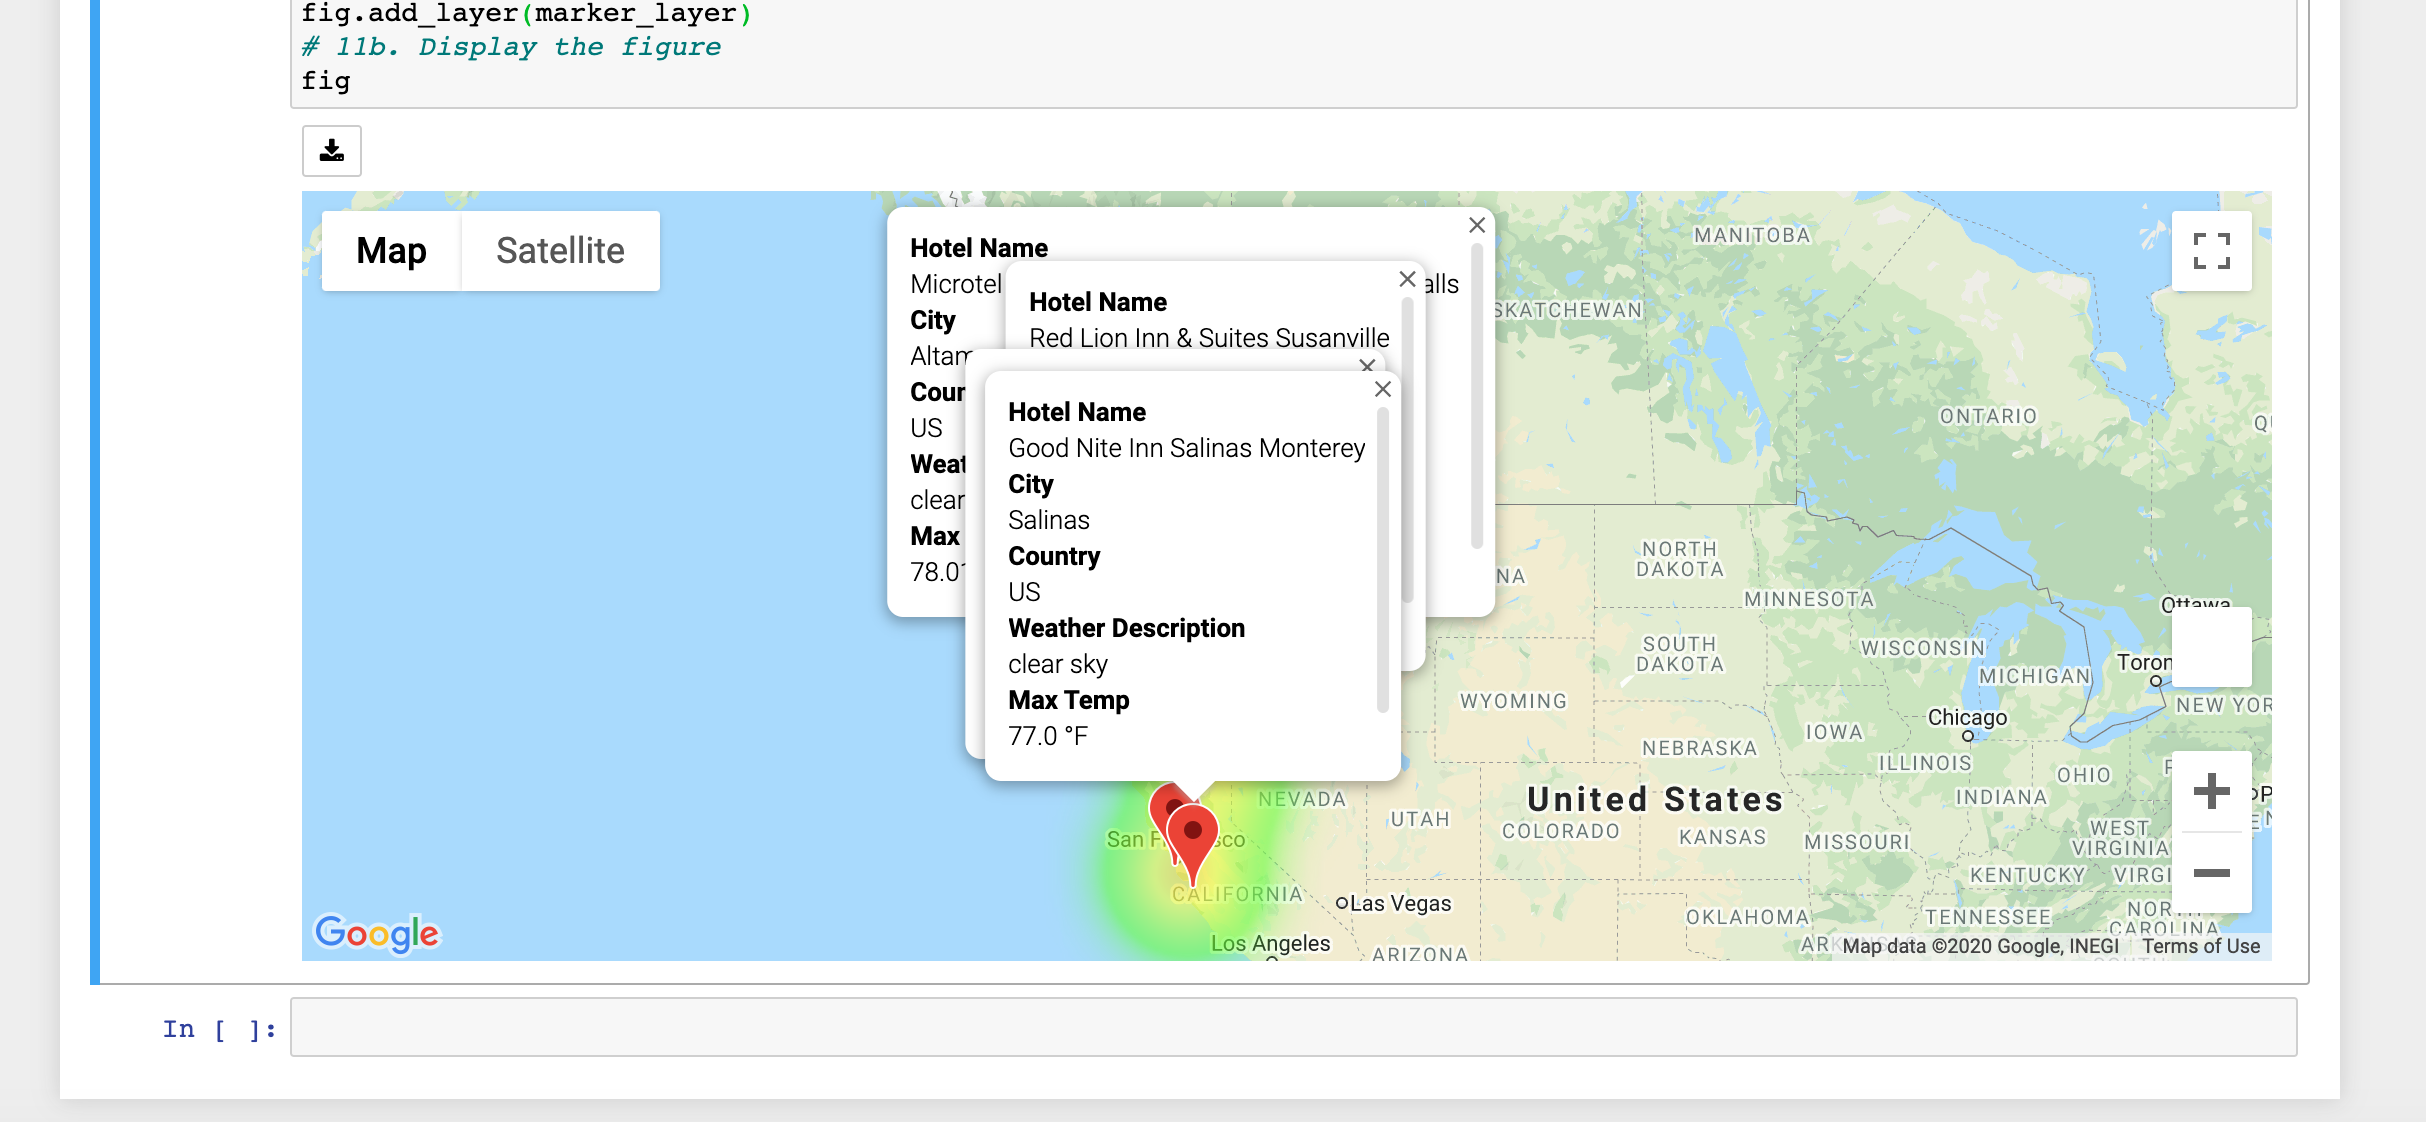 fig.add_layer(marker_layer)
# 11b. Display the figure
fig
Map
Satellite
Hotel Name
Microtel
alls
City
Coun
US
Weat
clear
Max
78.0
Hotel Name
Red Lion Inn & Suites Susanville
Hotel Name
Good Nite Inn Salinas Monterey
City
Salinas
Country
US
Weather Description
clear sky
Max Temp
77.0 °F
MANITOBA
SKATCHEWAN
ONTARIO
NA
NORTH
DAKOTA
MINNESOTA
Ottawa
SOUTH
DAKOTA
WISCONSIN
MICHIGAN
Toron
WYOMING
NEW YOR
Chicago
IOWA
NEBRASKA
ILLINOIS
OHIO
NEVADA
United States
INDIANA
UTAH
COLORADO
KANSAS
MISSOURI
WEST
VIRGINIA
San F
sco
CALIFORNIA
KENTUCKY
VIRGI
Las Vegas
OKLAHOMA
TENNESSEE
NOR
CAROLINA
Los Angeles
ARIZONA
Google
Map data ©2020 Google, INEGI
Terms of Use
In [ ]: